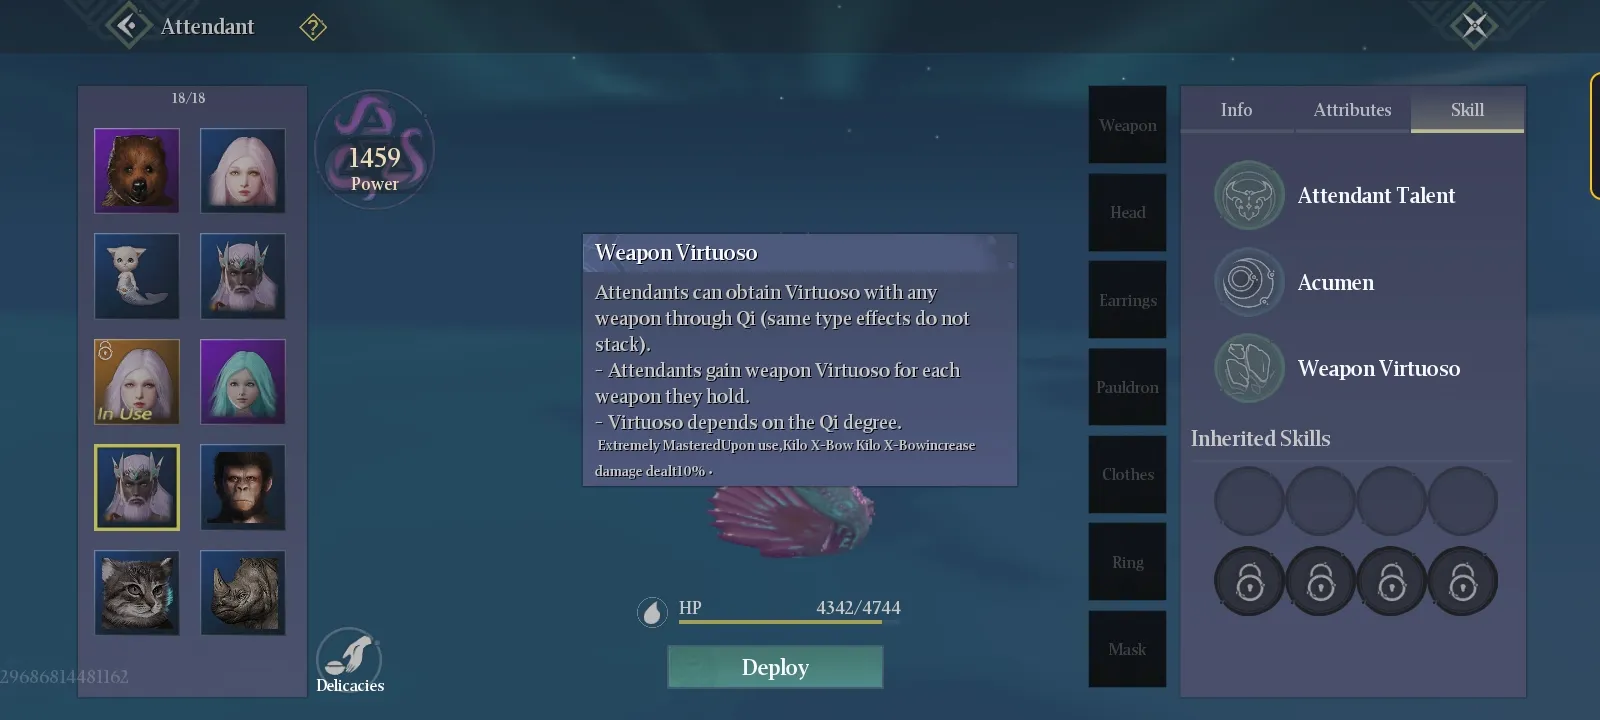 Attendant
?
18/18
1459
Power
In Use
Weapon Virtuoso
Attendants can obtain Virtuoso with any
weapon through Qi (same type effects do not
stack).
- Attendants gain weapon Virtuoso for each
weapon they hold.
- Virtuoso depends on the Qi degree.
Extremely MasteredUpon use,Kilo X-Bow Kilo X-Bowincrease
damage dealt10% .
HP
4342/4744
Deploy
Delicacies
29686814481162
Weapon
Head
Earrings
Pauldron
Clothes
Ring
Mask
Info
Attributes
Skill
Attendant Talent
Acumen
Weapon Virtuoso
Inherited Skills